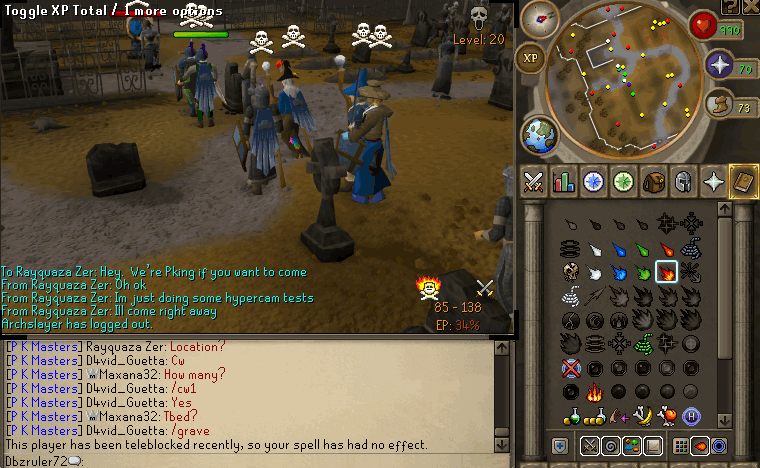 Toggle XP Total / 1 more options
Level: 20
990
XP
70
73
To Rayquaza Zer: Hey, We're Pking if you want to come
From Rayquaza Zer: Oh ok
From Rayquaza Zer: Im just doing some hypercam tests
From Rayquaza Zer: Ill come right away
Archslayer has logged out.
85 - 138
EP: 34%
[P K Masters] Rayquaza Zer: Location?
[P K Masters] D4vid_Guetta: Cw
[P K Masters] Maxana32: How many?
[P K Masters] D4vid_Guetta: /cw1
[P K Masters] D4vid_Guetta: Yes
[P K Masters] Maxana32: Tbed?
[P K Masters] D4vid_Guetta: /grave
This player has been teleblocked recently, so your spell has had no effect.
Dbzruler72: